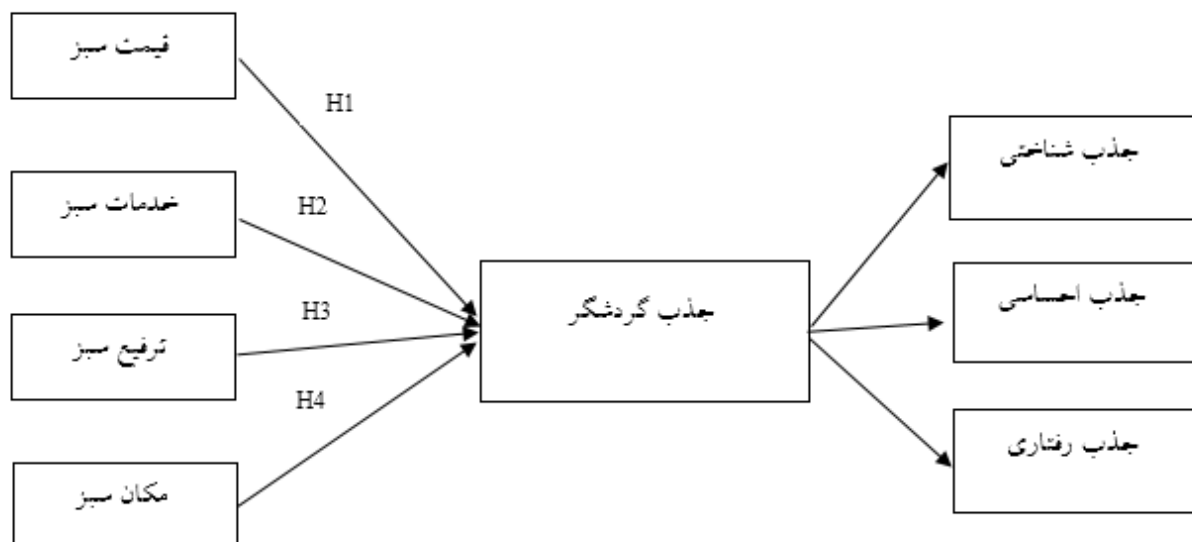 قیمت سبز
H1
خدمات سبز
H2
ترفیع سبز
H3
مکان سبز
H4
جذب گردشگر
جذب شناختی
جذب احساسی
جذب رفتاری